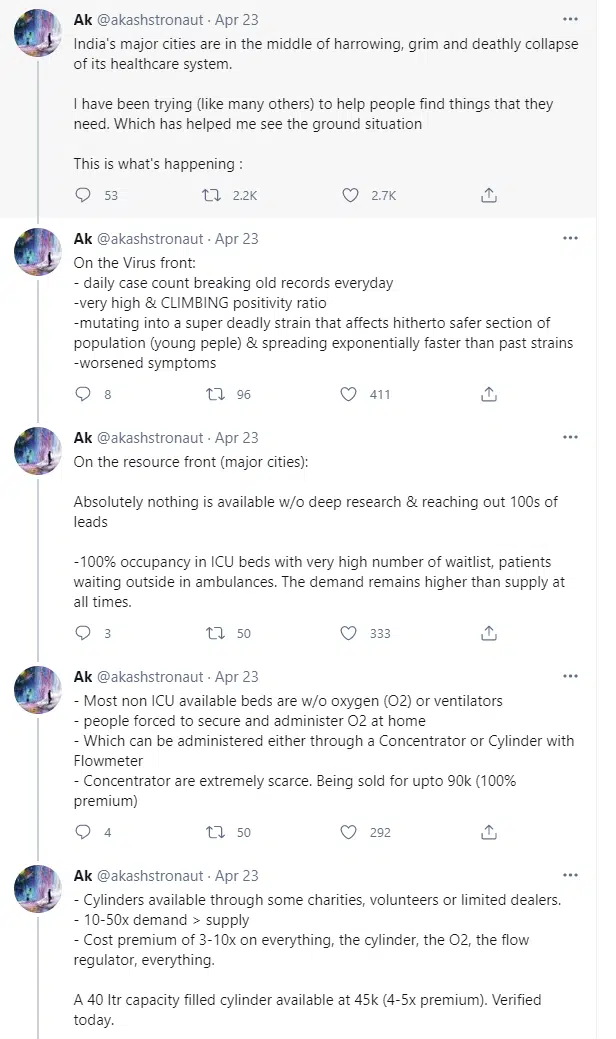 Ak @akashstronaut · Apr 23
India's major cities are in the middle of harrowing, grim and deathly collapse
of its healthcare system.
I have been trying (like many others) to help people find things that they
need. Which has helped me see the ground situation
This is what's happening :
53 2.2K 2.7K
Ak @akashstronaut · Apr 23
On the Virus front:
- daily case count breaking old records everyday
-very high & CLIMBING positivity ratio
-mutating into a super deadly strain that affects hitherto safer section of
population (young peple) & spreading exponentially faster than past strains
-worsened symptoms
8 96 411
Ak @akashstronaut · Apr 23
On the resource front (major cities):
Absolutely nothing is available w/o deep research & reaching out 100s of
leads
-100% occupancy in ICU beds with very high number of waitlist, patients
waiting outside in ambulances. The demand remains higher than supply at
all times.
3 50 333
Ak @akashstronaut · Apr 23
- Most non ICU available beds are w/o oxygen (O2) or ventilators
- people forced to secure and administer O2 at home
- Which can be administered either through a Concentrator or Cylinder with
Flowmeter
- Concentrator are extremely scarce. Being sold for upto 90k (100%
premium)
4 50 292
Ak @akashstronaut · Apr 23
- Cylinders available through some charities, volunteers or limited dealers.
- 10-50x demand > supply
- Cost premium of 3-10x on everything, the cylinder, the O2, the flow
regulator, everything.
A 40 ltr capacity filled cylinder available at 45k (4-5x premium). Verified
today.